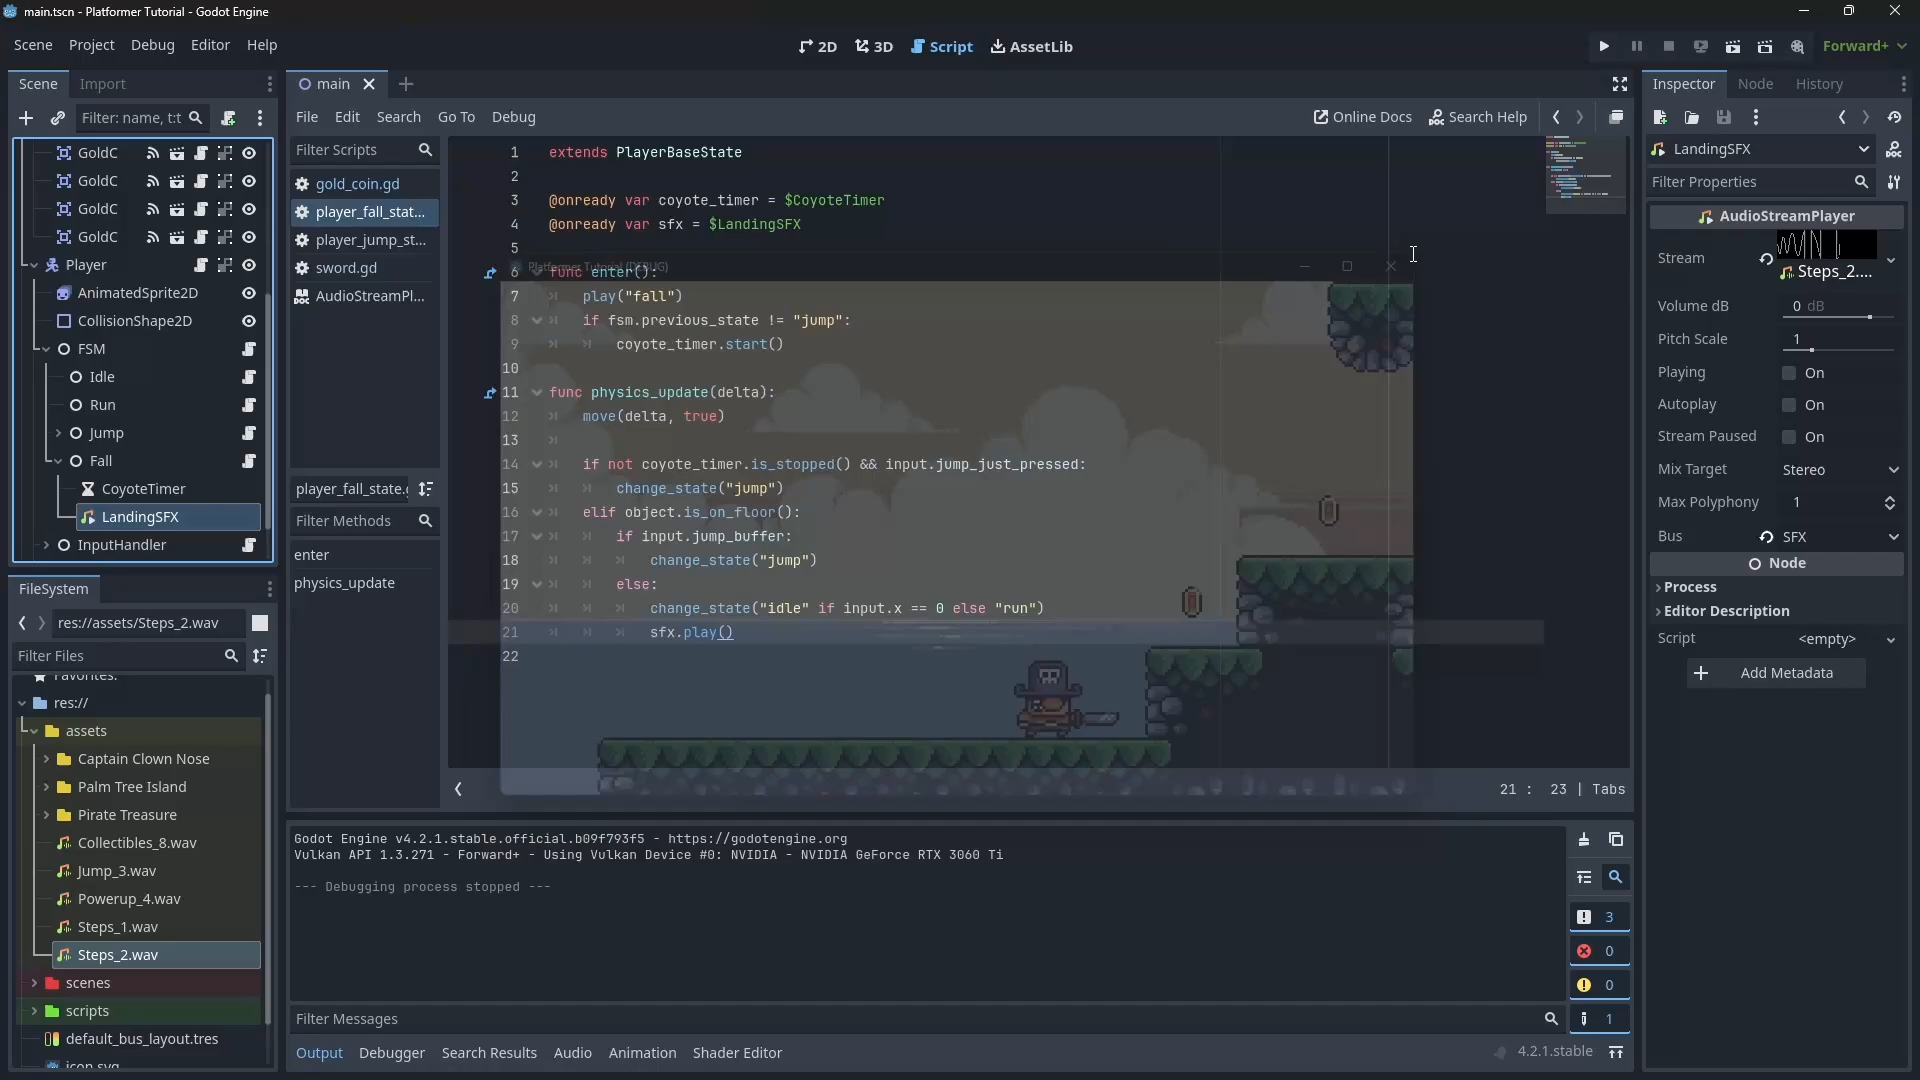 main.tscn - Platformer Tutorial - Godot Engine
Scene Project Debug Editor Help
2D 3D Script AssetLib
Forward+
Scene Import
Filter: name, t:t
GoldC
GoldC
GoldC
GoldC
Player
AnimatedSprite2D
CollisionShape2D
FSM
Idle
Run
Jump
Fall
CoyoteTimer
LandingSFX
InputHandler
FileSystem
res://assets/Steps_2.wav
Filter Files
Favorites:
res://
assets
Captain Clown Nose
Palm Tree Island
Pirate Treasure
Collectibles_8.wav
Jump_3.wav
Powerup_4.wav
Steps_1.wav
Steps_2.wav
scenes
scripts
default_bus_layout.tres
icon.svg
main
File Edit Search Go To Debug
Online Docs Search Help
Filter Scripts
gold_coin.gd
player_fall_stat...
player_jump_st...
sword.gd
AudioStreamPl...
player_fall_state.
Filter Methods
enter
physics_update
1 extends PlayerBaseState
2
3 @onready var coyote_timer = $CoyoteTimer
4 @onready var sfx = $LandingSFX
5
Platformer Tutorial (DEBUG)
6 func enter():
7 play("fall")
8 if fsm.previous_state != "jump":
9 coyote_timer.start()
10
11 func physics_update(delta):
12 move(delta, true)
13
14 if not coyote_timer.is_stopped() && input.jump_just_pressed:
15 change_state("jump")
16 elif object.is_on_floor():
17 if input.jump_buffer:
18 change_state("jump")
19 else:
20 change_state("idle" if input.x == 0 else "run")
21 sfx.play()
22
21 : 23 | Tabs
Godot Engine v4.2.1.stable.official.b09f793f5 - https://godotengine.org
Vulkan API 1.3.271 - Forward+ - Using Vulkan Device #0: NVIDIA - NVIDIA GeForce RTX 3060 Ti
--- Debugging process stopped ---
3
0
0
1
Filter Messages
Output Debugger Search Results Audio Animation Shader Editor
4.2.1.stable
Inspector Node History
LandingSFX
Filter Properties
AudioStreamPlayer
Stream Steps_2....
Volume dB 0 dB
Pitch Scale 1
Playing On
Autoplay On
Stream Paused On
Mix Target Stereo
Max Polyphony 1
Bus SFX
Node
Process
Editor Description
Script <empty>
Add Metadata